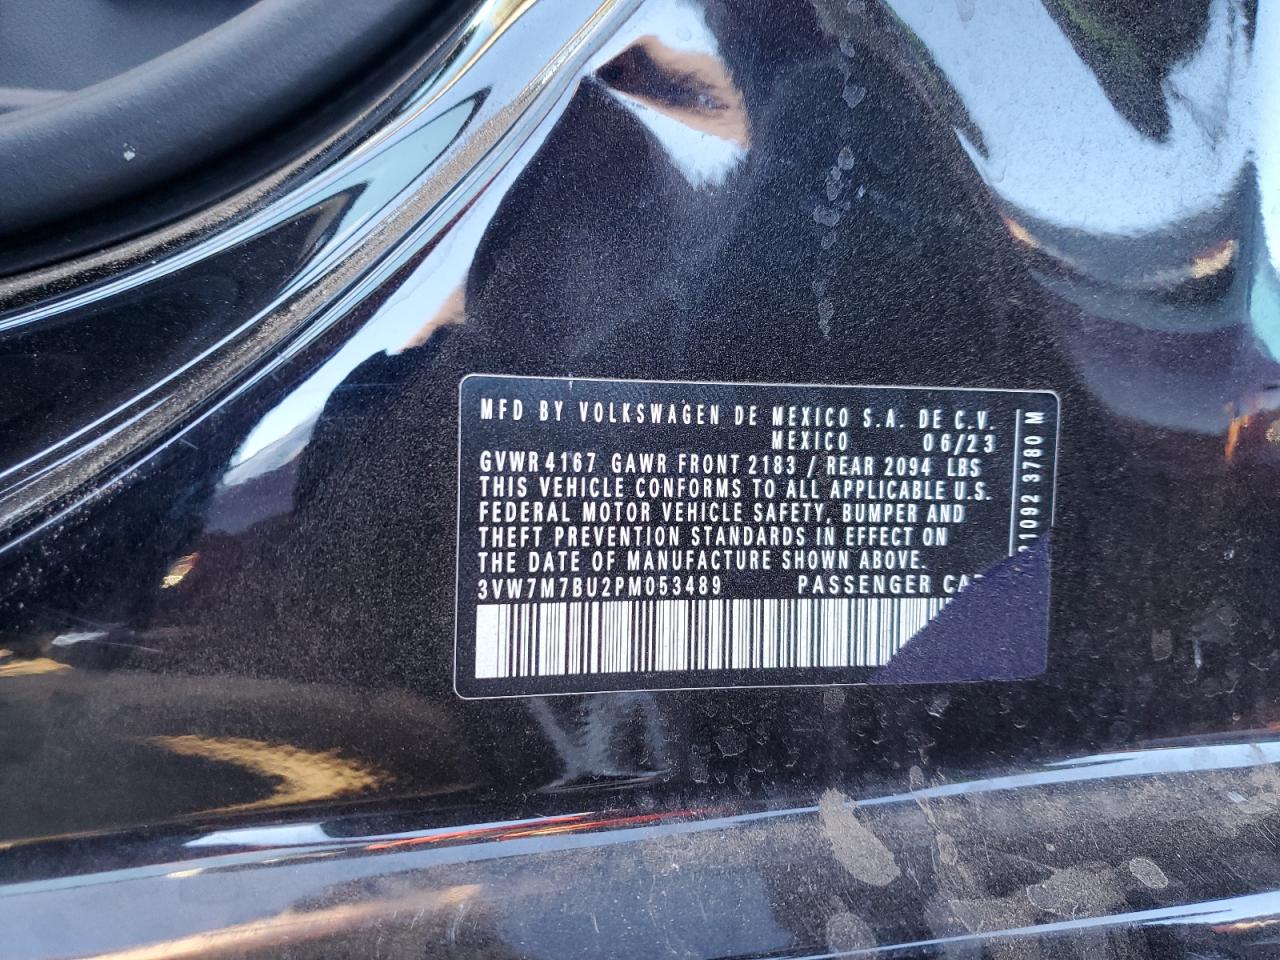 MFD BY VOLKSWAGEN DE MEXICO S.A. DE C.V.
MEXICO 06/23
GVWR 4167 GAWR FRONT 2183 / REAR 2094 LBS
THIS VEHICLE CONFORMS TO ALL APPLICABLE U.S.
FEDERAL MOTOR VEHICLE SAFETY, BUMPER AND
THEFT PREVENTION STANDARDS IN EFFECT ON
THE DATE OF MANUFACTURE SHOWN ABOVE.
3VW7M7BU2PM053489 PASSENGER
3780 M